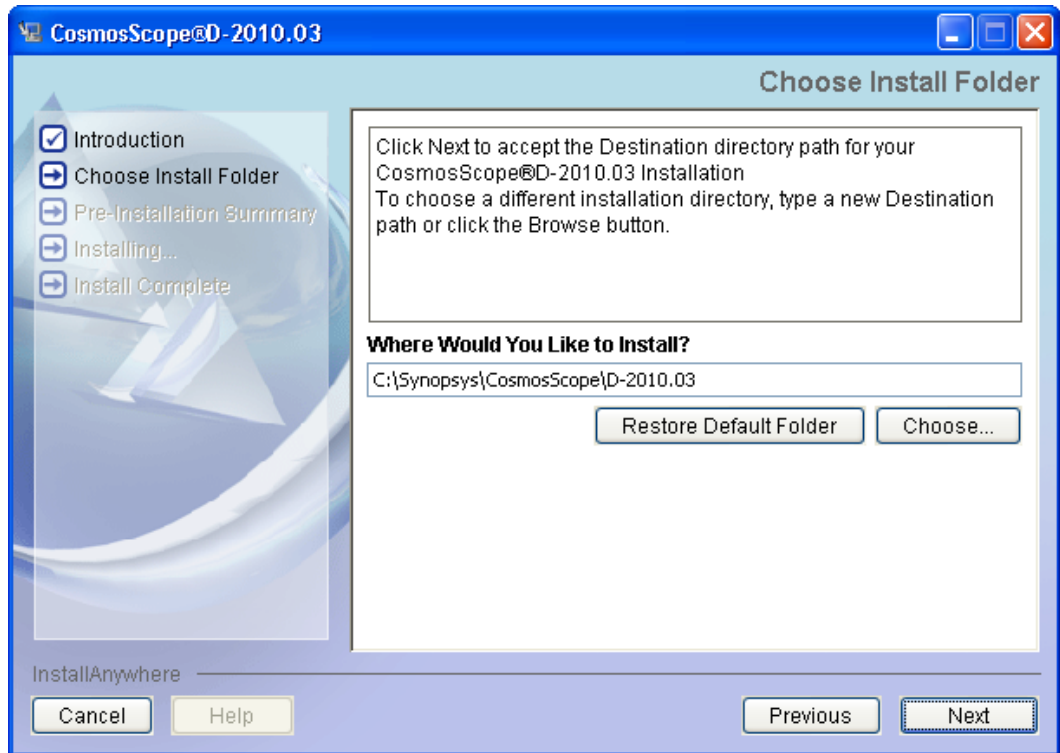 CosmosScope®D-2010.03
Choose Install Folder
Introduction
Choose Install Folder
Pre-Installation Summary
Installing...
Install Complete
Click Next to accept the Destination directory path for your
CosmosScope®D-2010.03 Installation
To choose a different installation directory, type a new Destination
path or click the Browse button.
Where Would You Like to Install?
C:\Synopsys\CosmosScope\D-2010.03
Restore Default Folder
Choose...
InstallAnywhere
Cancel
Help
Previous
Next